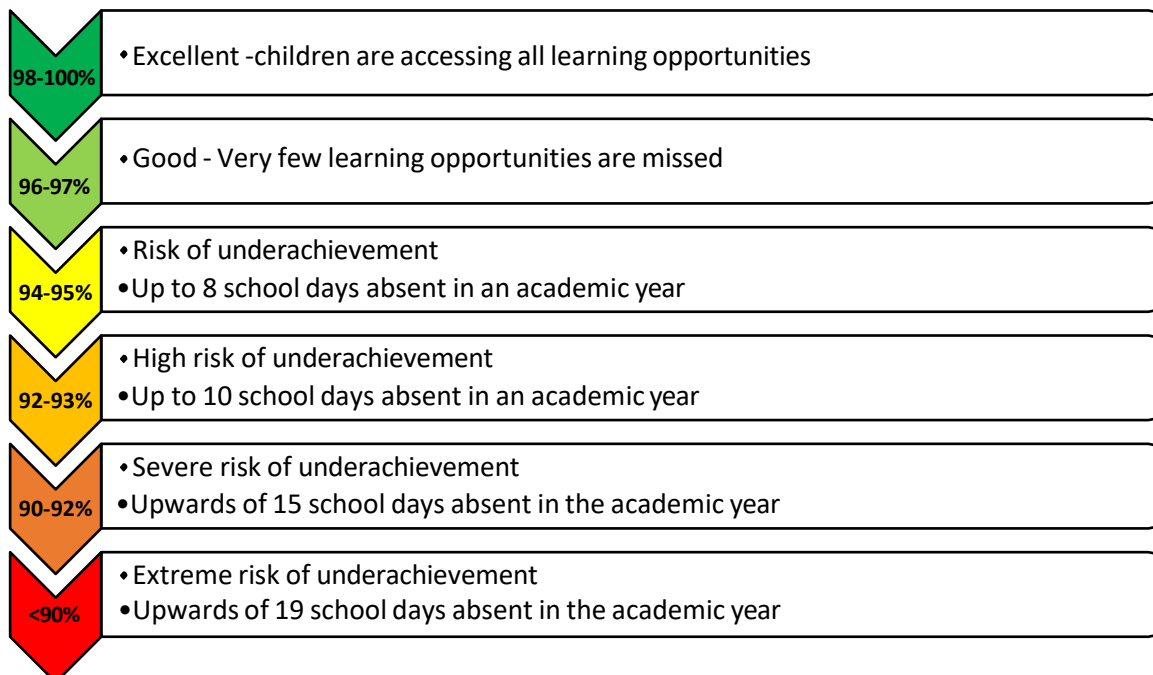 98-100%
•Excellent -children are accessing all learning opportunities
96-97%
•Good - Very few learning opportunities are missed
94-95%
•Risk of underachievement
•Up to 8 school days absent in an academic year
92-93%
•High risk of underachievement
•Up to 10 school days absent in an academic year
90-92%
•Severe risk of underachievement
•Upwards of 15 school days absent in the academic year
<90%
•Extreme risk of underachievement
•Upwards of 19 school days absent in the academic year